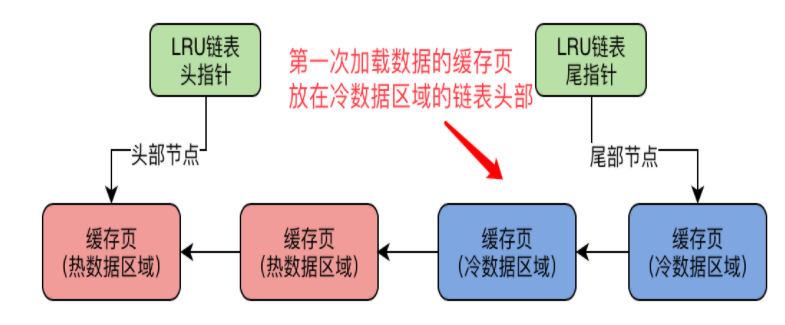 LRU链表
头指针
第一次加载数据的缓存页
放在冷数据区域的链表头部
LRU链表
尾指针
头部节点
尾部节点
缓存页
(热数据区域)
缓存页
(热数据区域)
缓存页
(冷数据区域)
缓存页
(冷数据区域)